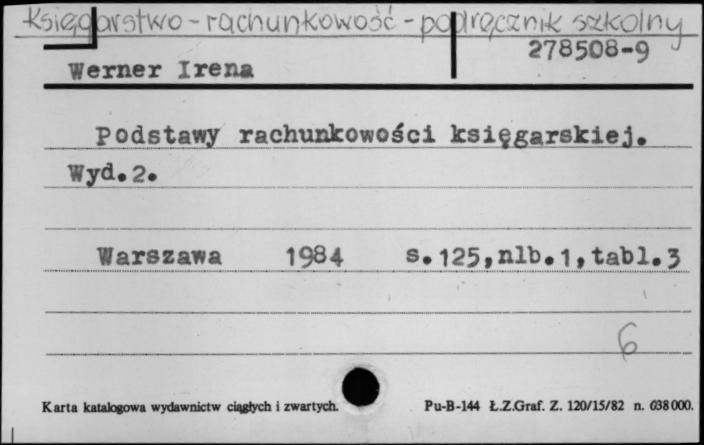 Księgarstwo - rachunkowość - podręcznik szkolny
278508-9
Werner Irena
Podstawy rachunkowości księgarskiej.
Wyd.2.
Warszawa 1984 s.125,nlb.1,tabl.3
6
Karta katalogowa wydawnictw ciągłych i zwartych. Pu-B-144 Ł.Z.Graf. Z. 120/15/82 n. 038000.